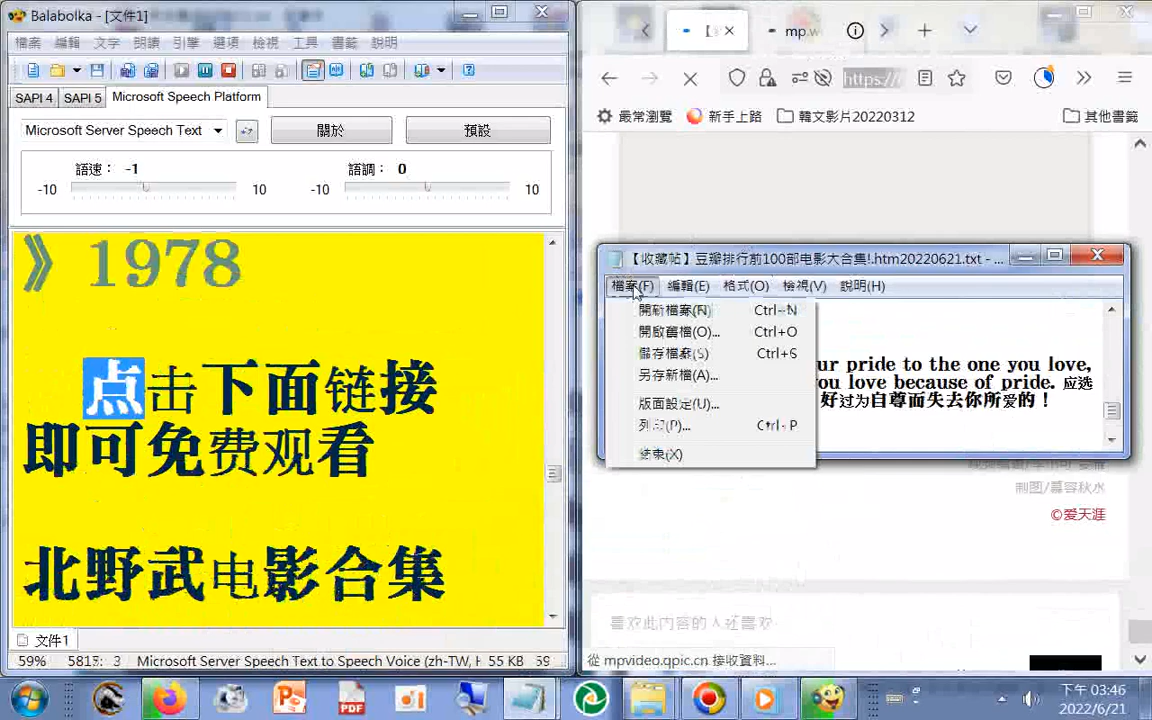 Balabolka - [文件1]
檔案 編輯 文字 朗讀 引擎 選項 檢視 工具 書籤 說明
SAPI 4 SAPI 5 Microsoft Speech Platform
Microsoft Server Speech Text 關於 預設
語速： -1 語調： 0
-10 10 -10 10
》1978
点击下面链接
即可免费观看
北野武电影合集
文件1
59% 5815: 3 Microsoft Server Speech Text to Speech Voice (zh-TW, H 55 KB
mp.w
https://
最常瀏覽 新手上路 韓文影片20220312 其他書籤
【收藏帖】豆瓣排行前100部电影大合集!.htm20220621.txt - ...
檔案(F) 編輯(E) 格式(O) 檢視(V) 說明(H)
開新檔案(N) Ctrl+N
開啟舊檔(O)... Ctrl+O
儲存檔案(S) Ctrl+S
另存新檔(A)...
版面設定(U)...
列印(P)... Ctrl+P
結束(X)
ur pride to the one you love,
ou love because of pride. 应选
好过为自尊而失去你所爱的！
制图/慕容秋水
©爱天涯
喜欢此内容的人还喜欢
從 mpvideo.qpic.cn 接收資料...
下午 03:46
2022/6/21